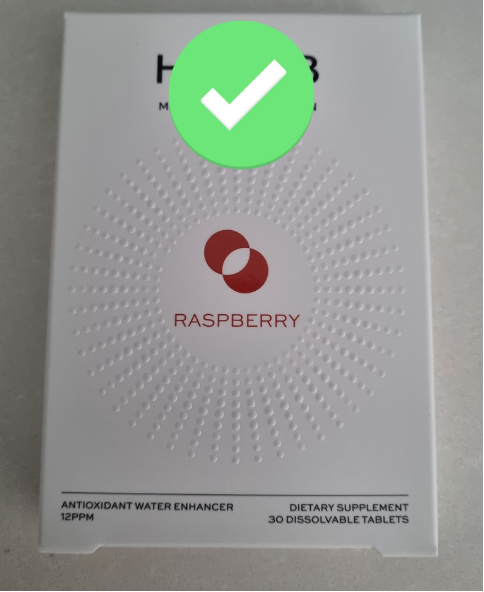 RASPBERRY
ANTIOXIDANT WATER ENHANCER
12PPM
DIETARY SUPPLEMENT
30 DISSOLVABLE TABLETS